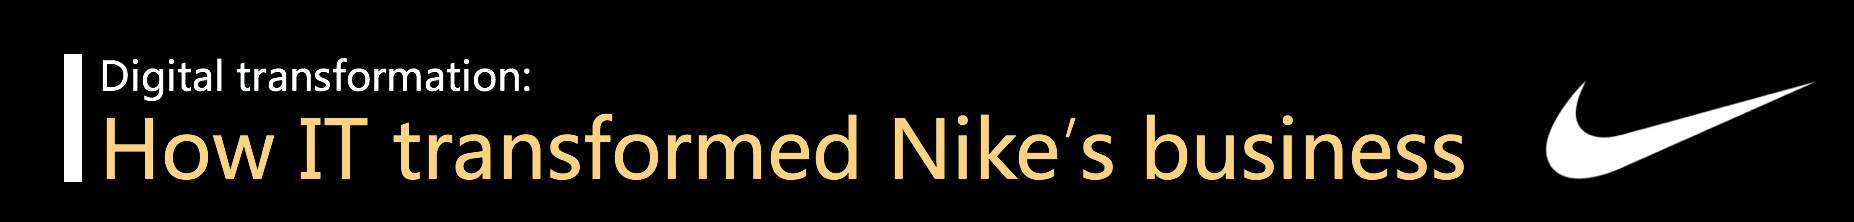 Digital transformation:
How IT transformed Nike's business